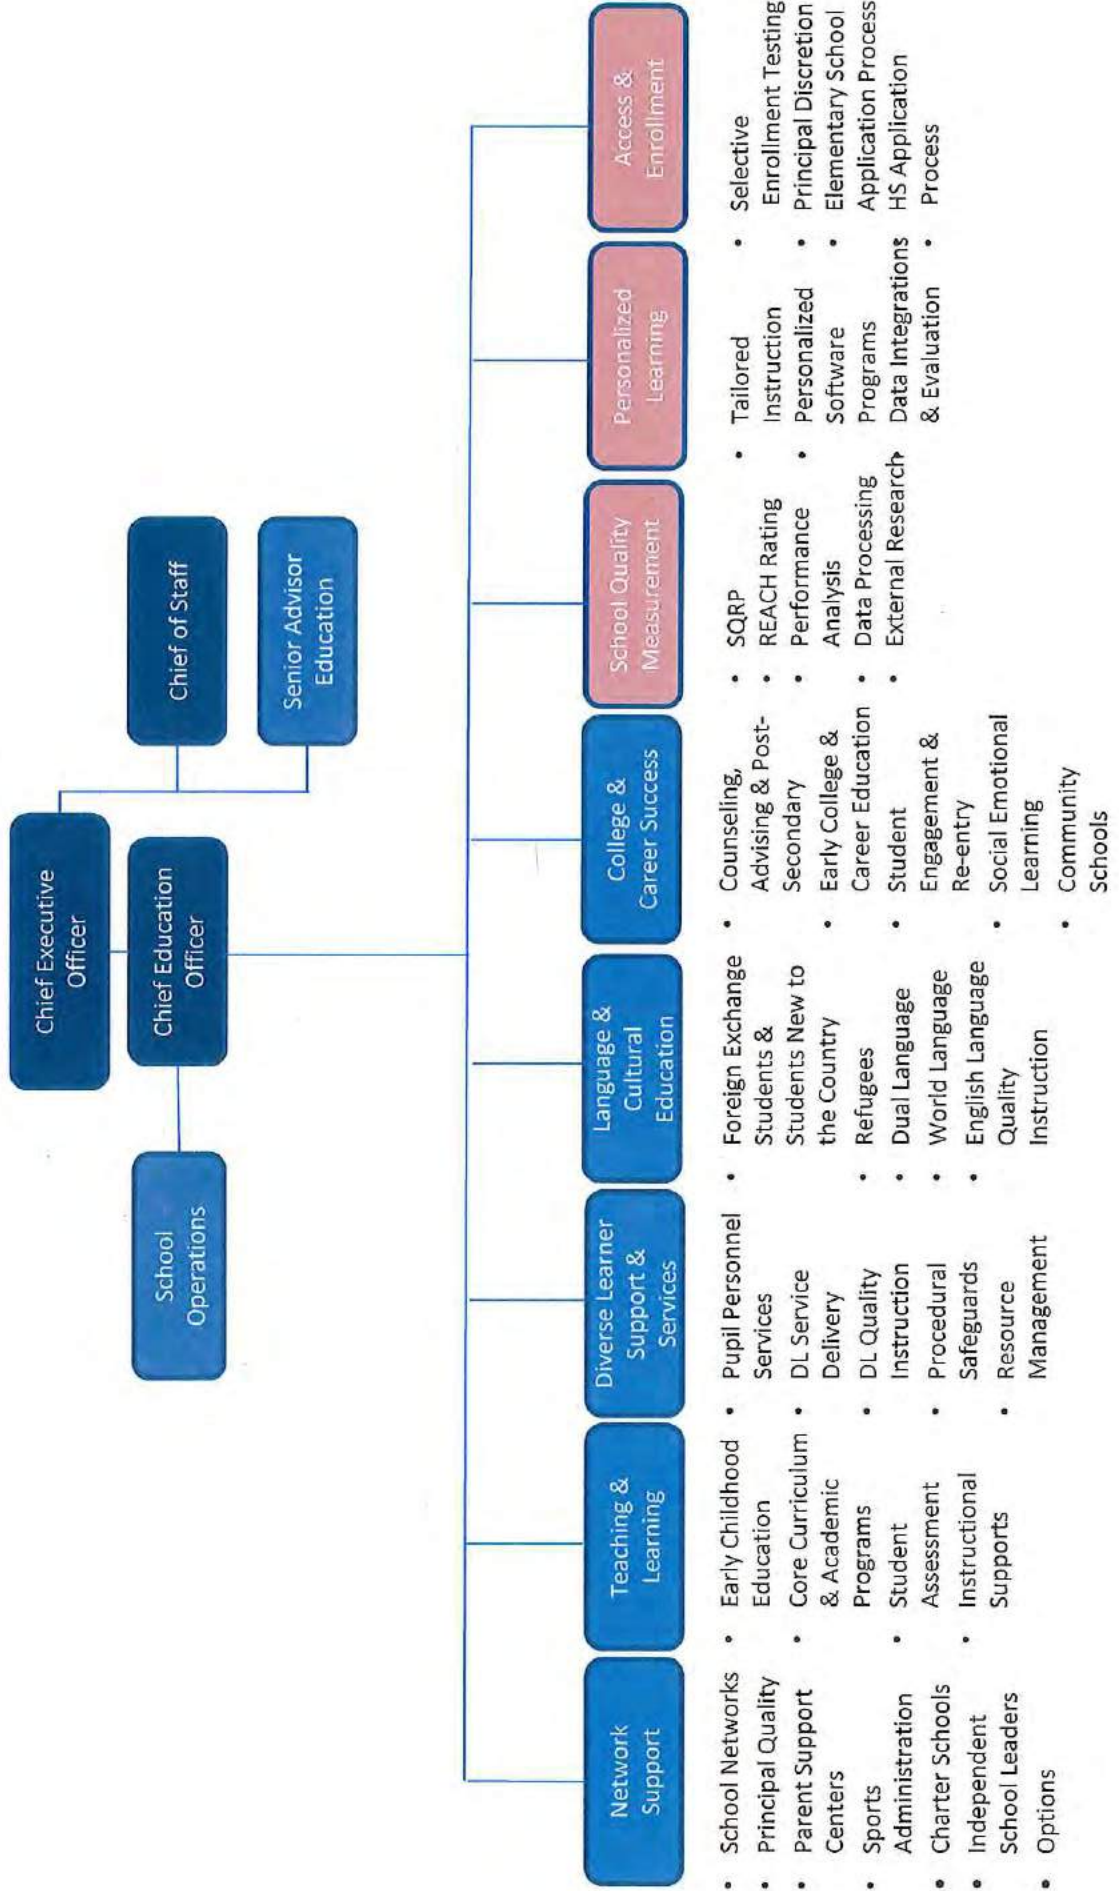 Chief Executive
Officer
Chief of Staff
Senior Advisor
Education
Chief Education
Officer
School
Operations
Network
Support
• School Networks
• Principal Quality
• Parent Support
Centers
• Sports
Administration
• Charter Schools
• Independent
School Leaders
• Options
Teaching &
Learning
• Early Childhood
Education
• Core Curriculum
& Academic
Programs
• Student
Assessment
• Instructional
Supports
Diverse Learner
Support &
Services
• Pupil Personnel
Services
• DL Service
Delivery
• DL Quality
Instruction
• Procedural
Safeguards
• Resource
Management
Language &
Cultural
Education
• Foreign Exchange
Students &
Students New to
the Country
• Refugees
• Dual Language
• World Language
• English Language
Quality
Instruction
College &
Career Success
• Counseling,
Advising & Post-
Secondary
• Early College &
Career Education
• Student
Engagement &
Re-entry
• Social Emotional
Learning
• Community
Schools
School Quality
Measurement
• SQRP
• REACH Rating
• Performance
Analysis
• Data Processing
• External Research
Personalized
Learning
• Tailored
Instruction
• Personalized
Software
Programs
• Data Integrations
& Evaluation
Access &
Enrollment
• Selective
Enrollment Testing
• Principal Discretion
• Elementary School
Application Process
• HS Application
Process